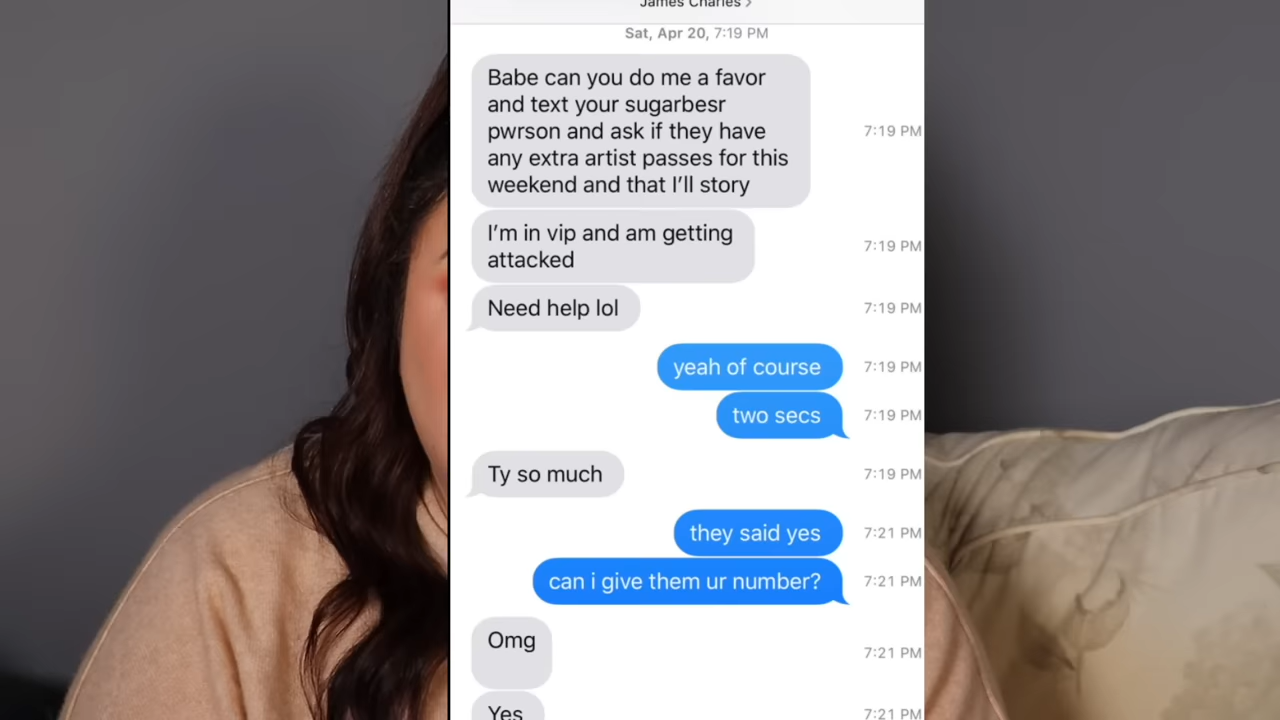 James Charles >
Sat, Apr 20, 7:19 PM
Babe can you do me a favor
and text your sugarbesr
pwrson and ask if they have
any extra artist passes for this
weekend and that I'll story
7:19 PM
I'm in vip and am getting
attacked
7:19 PM
Need help lol
7:19 PM
yeah of course
7:19 PM
two secs
7:19 PM
Ty so much
7:19 PM
they said yes
7:21 PM
can i give them ur number?
7:21 PM
Omg
7:21 PM
Yes
7:21 PM